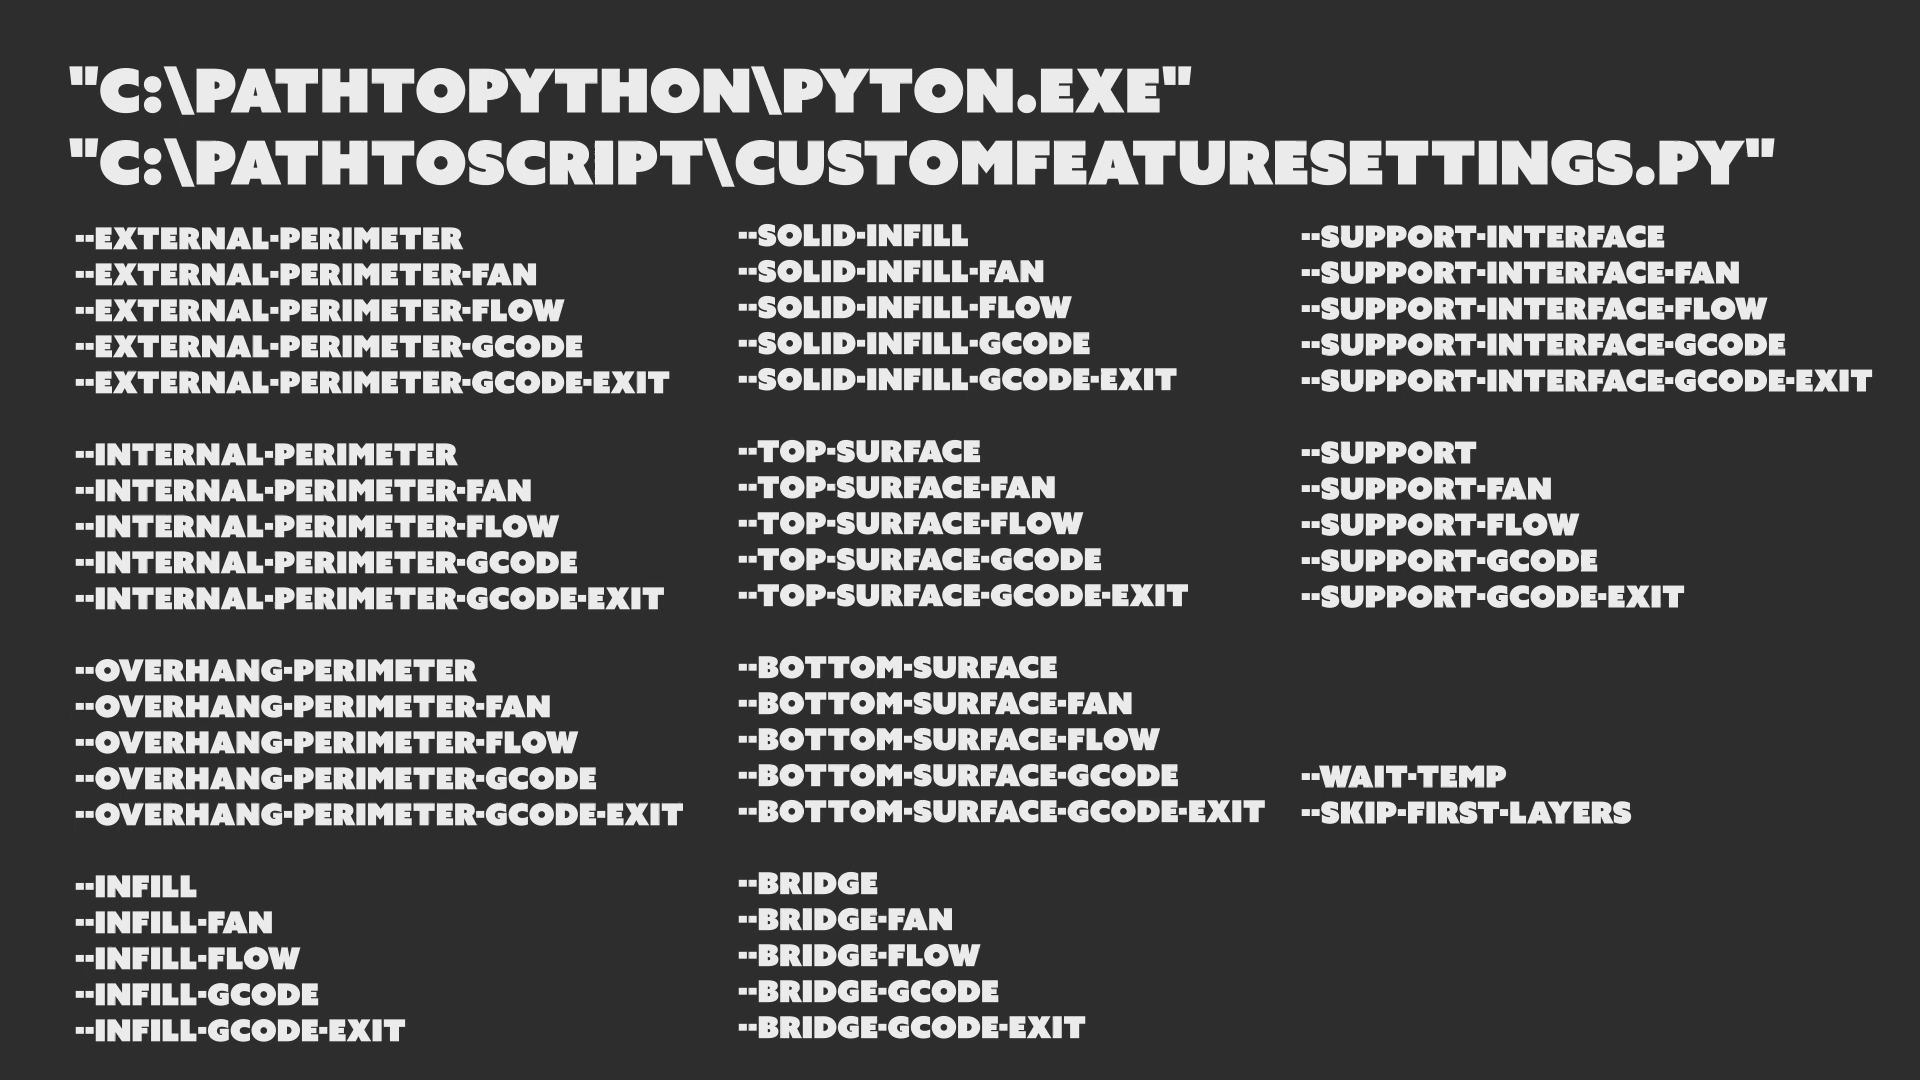 "C:\PATHTOPYTHON\PYTON.EXE"
"C:\PATHTOSCRIPT\CUSTOMFEATURESETTINGS.PY"
--EXTERNAL-PERIMETER
--EXTERNAL-PERIMETER-FAN
--EXTERNAL-PERIMETER-FLOW
--EXTERNAL-PERIMETER-GCODE
--EXTERNAL-PERIMETER-GCODE-EXIT
--INTERNAL-PERIMETER
--INTERNAL-PERIMETER-FAN
--INTERNAL-PERIMETER-FLOW
--INTERNAL-PERIMETER-GCODE
--INTERNAL-PERIMETER-GCODE-EXIT
--OVERHANG-PERIMETER
--OVERHANG-PERIMETER-FAN
--OVERHANG-PERIMETER-FLOW
--OVERHANG-PERIMETER-GCODE
--OVERHANG-PERIMETER-GCODE-EXIT
--INFILL
--INFILL-FAN
--INFILL-FLOW
--INFILL-GCODE
--INFILL-GCODE-EXIT
--SOLID-INFILL
--SOLID-INFILL-FAN
--SOLID-INFILL-FLOW
--SOLID-INFILL-GCODE
--SOLID-INFILL-GCODE-EXIT
--TOP-SURFACE
--TOP-SURFACE-FAN
--TOP-SURFACE-FLOW
--TOP-SURFACE-GCODE
--TOP-SURFACE-GCODE-EXIT
--BOTTOM-SURFACE
--BOTTOM-SURFACE-FAN
--BOTTOM-SURFACE-FLOW
--BOTTOM-SURFACE-GCODE
--BOTTOM-SURFACE-GCODE-EXIT
--BRIDGE
--BRIDGE-FAN
--BRIDGE-FLOW
--BRIDGE-GCODE
--BRIDGE-GCODE-EXIT
--SUPPORT-INTERFACE
--SUPPORT-INTERFACE-FAN
--SUPPORT-INTERFACE-FLOW
--SUPPORT-INTERFACE-GCODE
--SUPPORT-INTERFACE-GCODE-EXIT
--SUPPORT
--SUPPORT-FAN
--SUPPORT-FLOW
--SUPPORT-GCODE
--SUPPORT-GCODE-EXIT
--WAIT-TEMP
--SKIP-FIRST-LAYERS